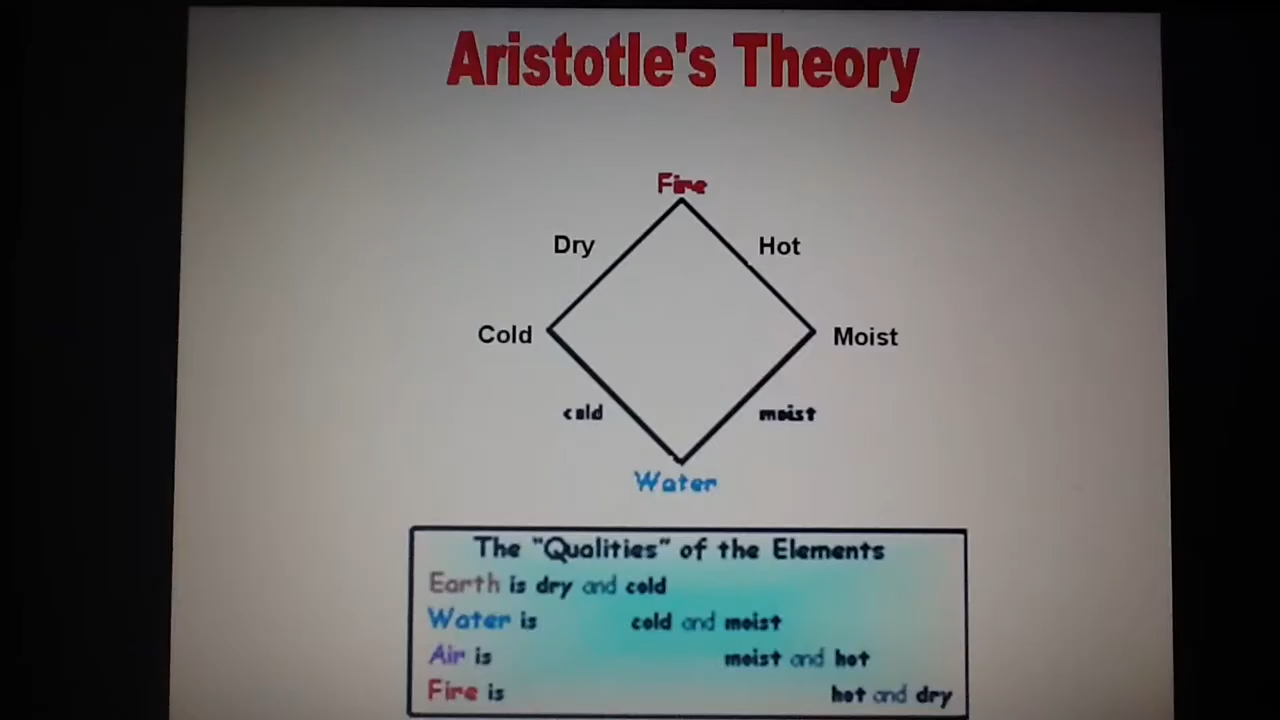 Aristotle's Theory
Fire
Dry Hot
Cold Moist
cold moist
Water
The "Qualities" of the Elements
Earth is dry and cold
Water is cold and moist
Air is moist and hot
Fire is hot and dry